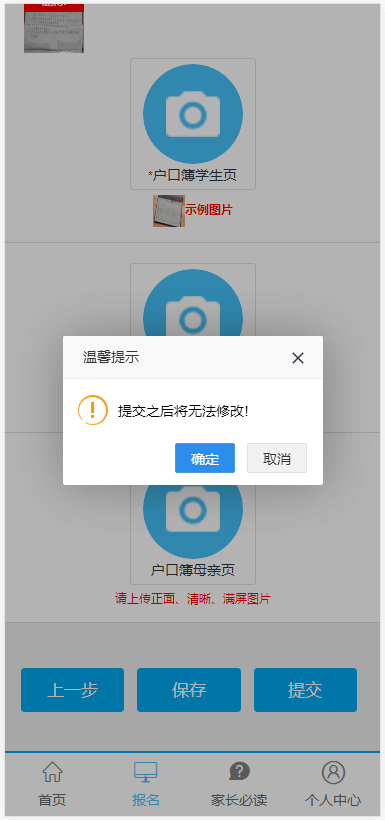 *户口簿学生页
示例图片
温馨提示
提交之后将无法修改!
确定
取消
户口簿母亲页
请上传正面、清晰、满屏图片
上一步
保存
提交
首页
报名
家长必读
个人中心